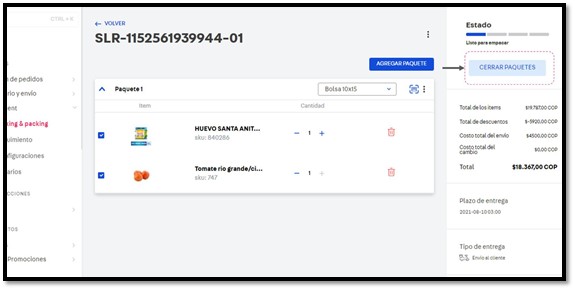 CTRL + K
de pedidos
rio y envío
ent
king & packing
uimiento
nfiguraciones
arios
CCIONES
TOS
Promociones
← VOLVER
SLR-1152561939944-01
AGREGAR PAQUETE
Paquete 1
Bolsa 10x15
Item
Cantidad
HUEVO SANTA ANIT...
sku: 840286
1
Tomate rio grande/ci...
sku: 747
1
Estado
Listo para empacar
CERRAR PAQUETES
Total de los items
$19.787,00 COP
Total de descuentos
$-5920,00 COP
Costo total del envío
$4500,00 COP
Costo total del cambio
$0,00 COP
Total
$18.367,00 COP
Plazo de entrega
2021-08-10 03:00
Tipo de entrega
Envío al cliente